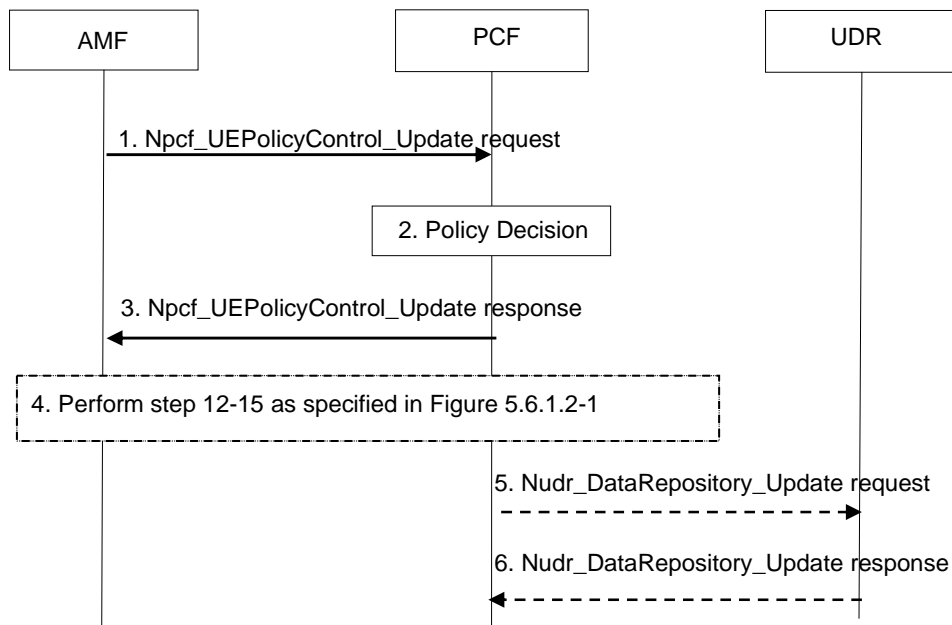 AMF
PCF
UDR
1. Npcf_UEPolicyControl_Update request
2. Policy Decision
3. Npcf_UEPolicyControl_Update response
4. Perform step 12-15 as specified in Figure 5.6.1.2-1
5. Nudr_DataRepository_Update request
6. Nudr_DataRepository_Update response